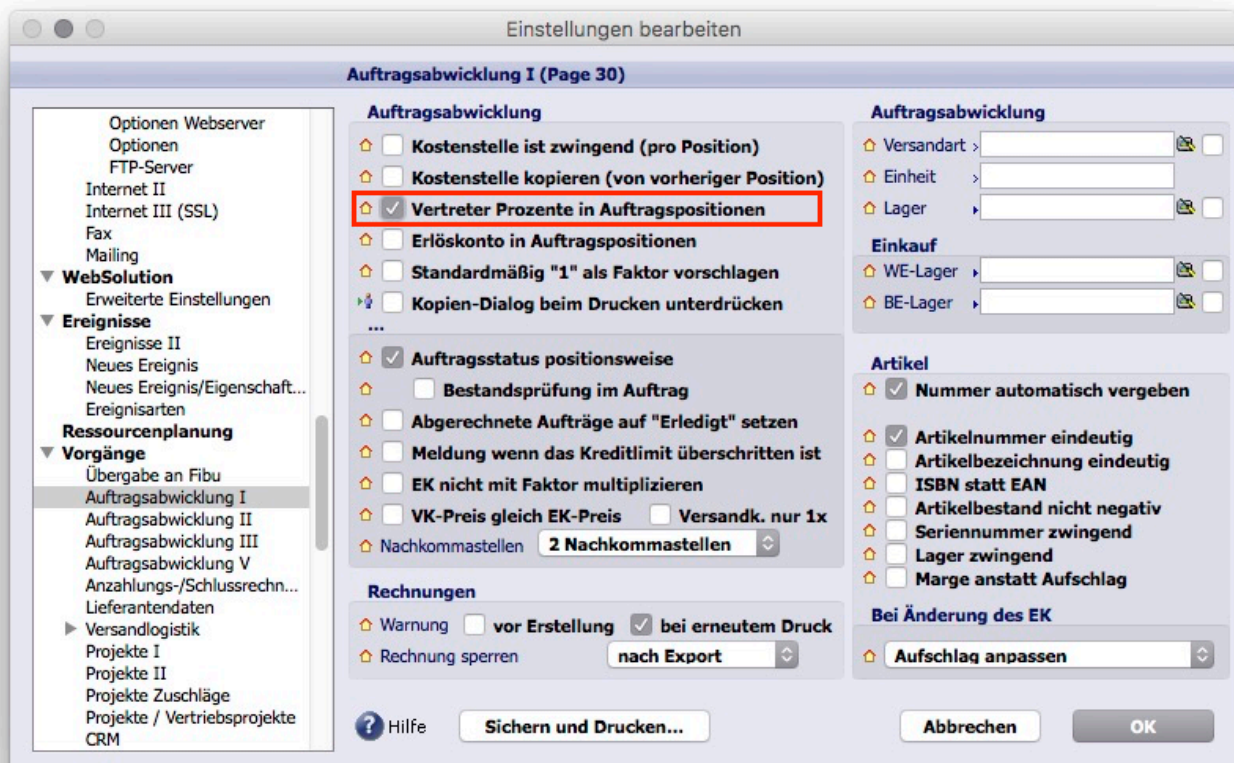 Einstellungen bearbeiten
Auftragsabwicklung I (Page 30)
Optionen Webserver
Optionen
FTP-Server
Internet II
Internet III (SSL)
Fax
Mailing
WebSolution
Erweiterte Einstellungen
Ereignisse
Ereignisse II
Neues Ereignis
Neues Ereignis/Eigenschaft...
Ereignisarten
Ressourcenplanung
Vorgänge
Übergabe an Fibu
Auftragsabwicklung I
Auftragsabwicklung II
Auftragsabwicklung III
Auftragsabwicklung V
Anzahlungs-/Schlussrechn...
Lieferantendaten
Versandlogistik
Projekte I
Projekte II
Projekte Zuschläge
Projekte / Vertriebsprojekte
CRM
Auftragsabwicklung
Kostenstelle ist zwingend (pro Position)
Kostenstelle kopieren (von vorheriger Position)
Vertreter Prozente in Auftragspositionen
Erlöskonto in Auftragspositionen
Standardmäßig "1" als Faktor vorschlagen
Kopien-Dialog beim Drucken unterdrücken
...
Auftragsstatus positionsweise
Bestandsprüfung im Auftrag
Abgerechnete Aufträge auf "Erledigt" setzen
Meldung wenn das Kreditlimit überschritten ist
EK nicht mit Faktor multiplizieren
VK-Preis gleich EK-Preis Versandk. nur 1x
Nachkommastellen 2 Nachkommastellen
Rechnungen
Warnung vor Erstellung bei erneutem Druck
Rechnung sperren nach Export
Auftragsabwicklung
Versandart
Einheit
Lager
Einkauf
WE-Lager
BE-Lager
Artikel
Nummer automatisch vergeben
Artikelnummer eindeutig
Artikelbezeichnung eindeutig
ISBN statt EAN
Artikelbestand nicht negativ
Seriennummer zwingend
Lager zwingend
Marge anstatt Aufschlag
Bei Änderung des EK
Aufschlag anpassen
? Hilfe Sichern und Drucken... Abbrechen OK